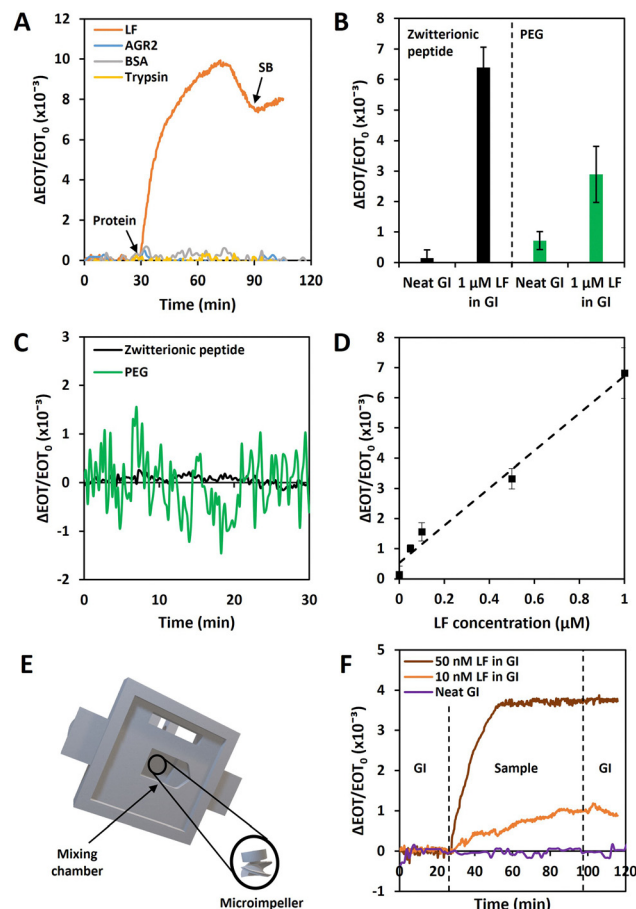 A
LF
AGR2
BSA
Trypsin
SB
Protein
ΔEOT/EOT₀ (x10⁻³)
10
8
6
4
2
0
0 30 60 90 120
Time (min)
B
Zwitterionic peptide
PEG
ΔEOT/EOT₀ (x10⁻³)
8
7
6
5
4
3
2
1
0
Neat GI
1 μM LF in GI
Neat GI
1 μM LF in GI
C
Zwitterionic peptide
PEG
ΔEOT/EOT₀ (x10⁻³)
3
2
1
0
-1
-2
0 10 20 30
Time (min)
D
ΔEOT/EOT₀ (x10⁻³)
8
7
6
5
4
3
2
1
0
0 0.2 0.4 0.6 0.8 1
LF concentration (μM)
E
Mixing
chamber
Microimpeller
F
50 nM LF in GI
10 nM LF in GI
Neat GI
ΔEOT/EOT₀ (x10⁻³)
5
4
3
2
1
0
-1
GI
Sample
GI
0 20 40 60 80 100 120
Time (min)